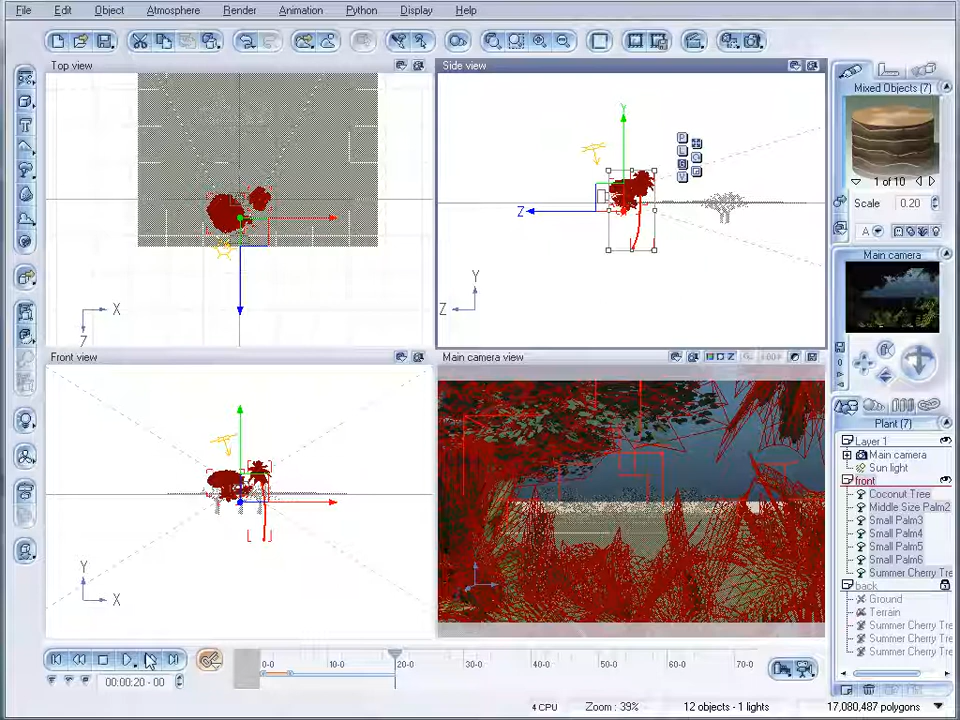 File Edit Object Atmosphere Render Animation Python Display Help
Top view
Side view
Mixed Objects (7)
1 of 10
Scale 0.20
A
Y
Z
P
L
G
V
X
Z
Y
Z
Main camera
Front view
Main camera view
Plant (7)
Layer 1
Main camera
Sun light
front
Coconut Tree
Middle Size Palm2
Small Palm3
Small Palm4
Small Palm5
Small Palm6
Summer Cherry Tre
back
Ground
Terrain
Summer Cherry Tre
Summer Cherry Tre
Summer Cherry Tre
Y
X
0-0 10-0 20-0 30-0 40-0 50-0 60-0 70-0
00:00:20 - 00
4 CPU Zoom : 39% 12 objects - 1 lights 17,080,487 polygons